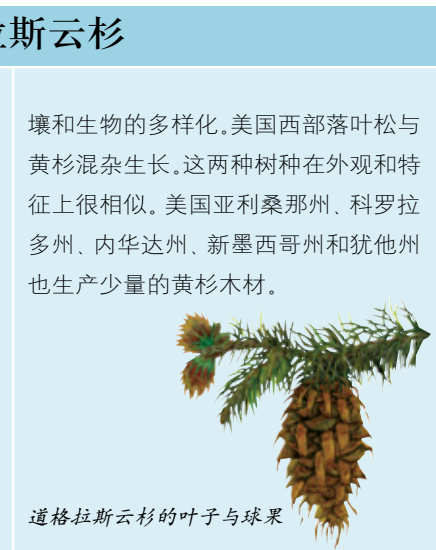 拉斯云杉
壤和生物的多样化。美国西部落叶松与
黄杉混杂生长。这两种树种在外观和特
征上很相似。美国亚利桑那州、科罗拉
多州、内华达州、新墨西哥州和犹他州
也生产少量的黄杉木材。
道格拉斯云杉的叶子与球果